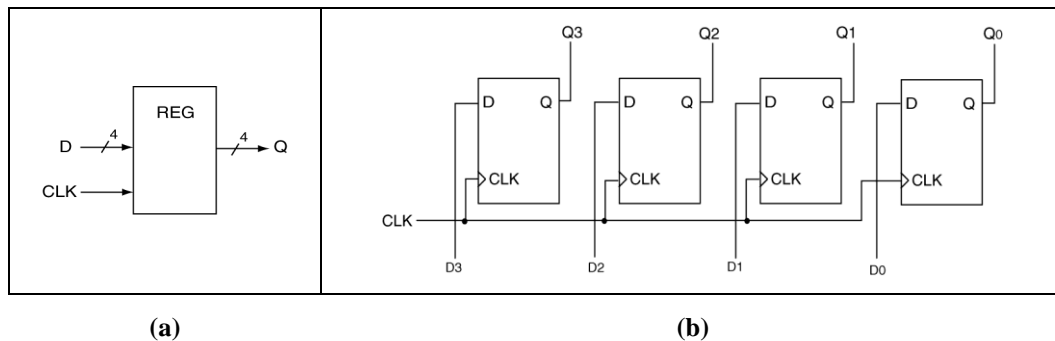 REG
D 4 4 Q
CLK
Q3 Q2 Q1 Q0
D Q D Q D Q D Q
CLK CLK CLK CLK
CLK
D3 D2 D1 D0
(a) (b)